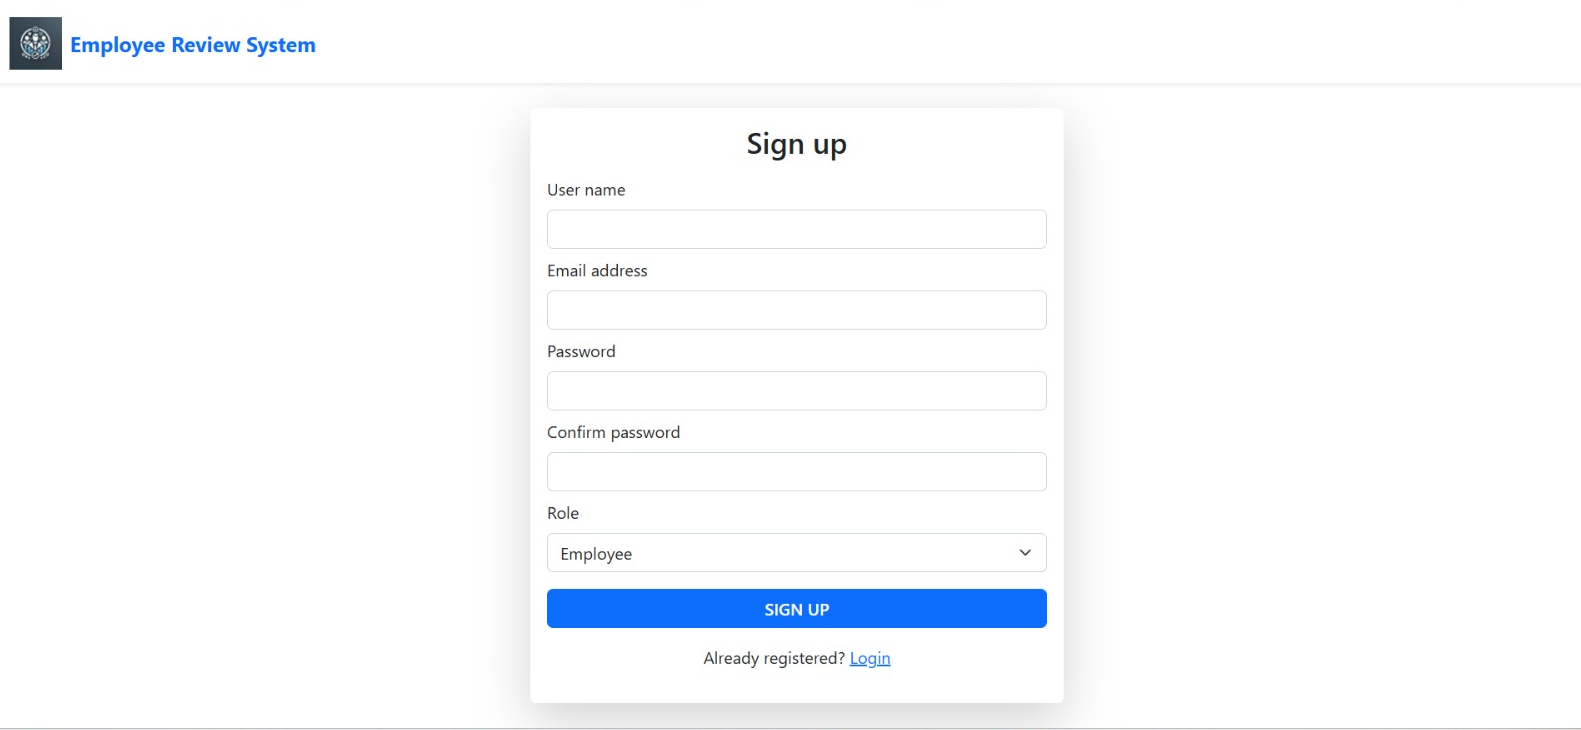 Employee Review System
Sign up
User name
Email address
Password
Confirm password
Role
Employee
SIGN UP
Already registered? Login